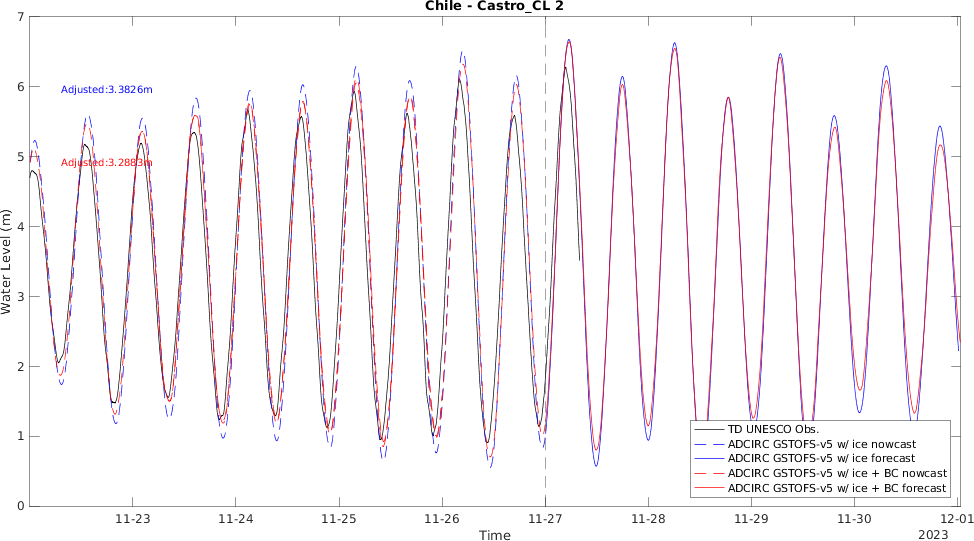 Chile - Castro_CL 2
7
6
5
4
3
2
1
0
Water Level (m)
Adjusted:3.3826m
Adjusted:3.2883m
TD UNESCO Obs.
ADCIRC GSTOFS-v5 w/ ice nowcast
ADCIRC GSTOFS-v5 w/ ice forecast
ADCIRC GSTOFS-v5 w/ ice + BC nowcast
ADCIRC GSTOFS-v5 w/ ice + BC forecast
11-23 11-24 11-25 11-26 11-27 11-28 11-29 11-30 12-01
Time
2023